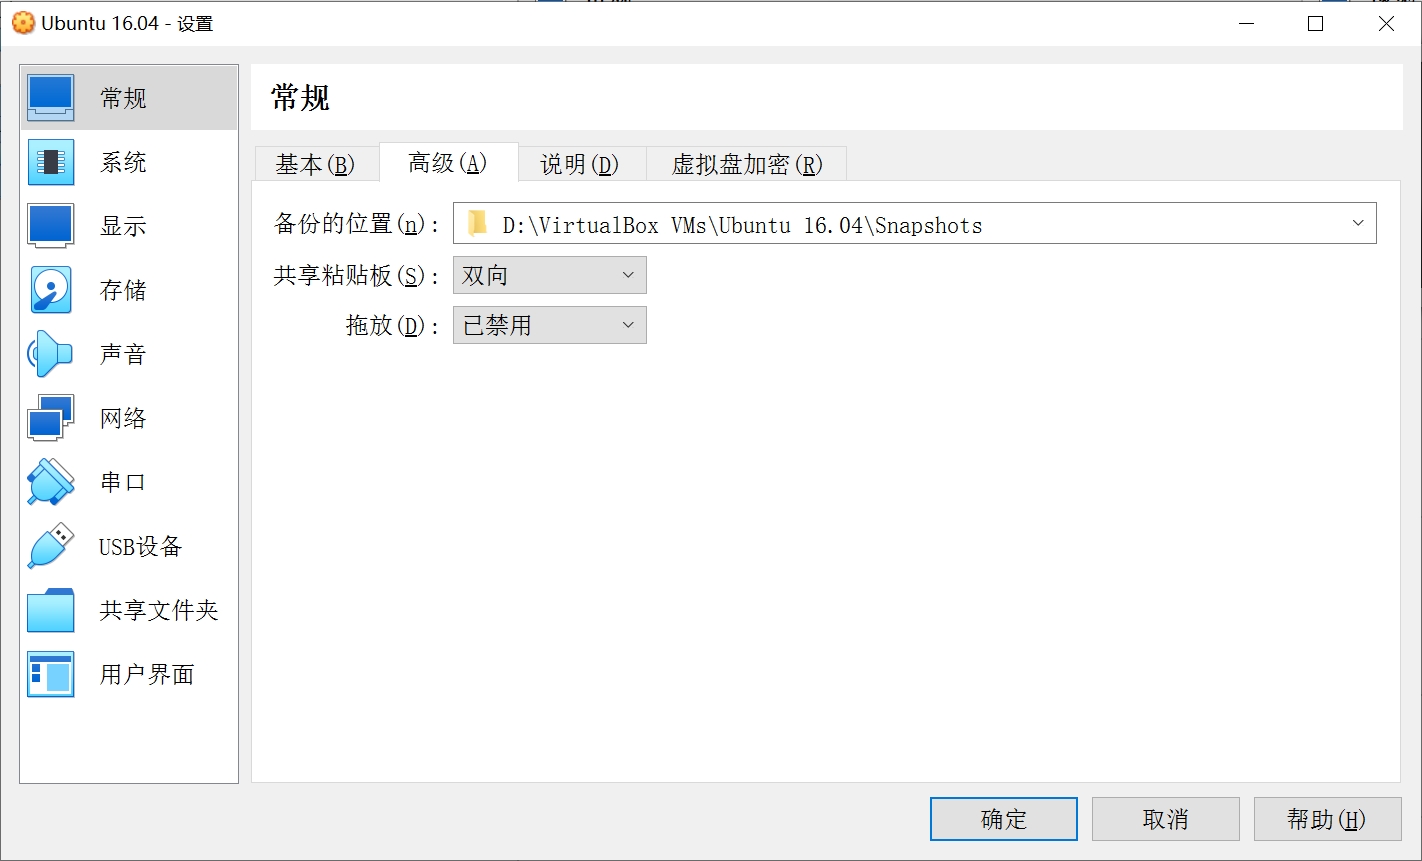 Ubuntu 16.04 - 设置
常规
系统
显示
存储
声音
网络
串口
USB设备
共享文件夹
用户界面
常规
基本(B) 高级(A) 说明(D) 虚拟盘加密(R)
备份的位置(n): D:\VirtualBox VMs\Ubuntu 16.04\Snapshots
共享粘贴板(S): 双向
拖放(D): 已禁用
确定 取消 帮助(H)